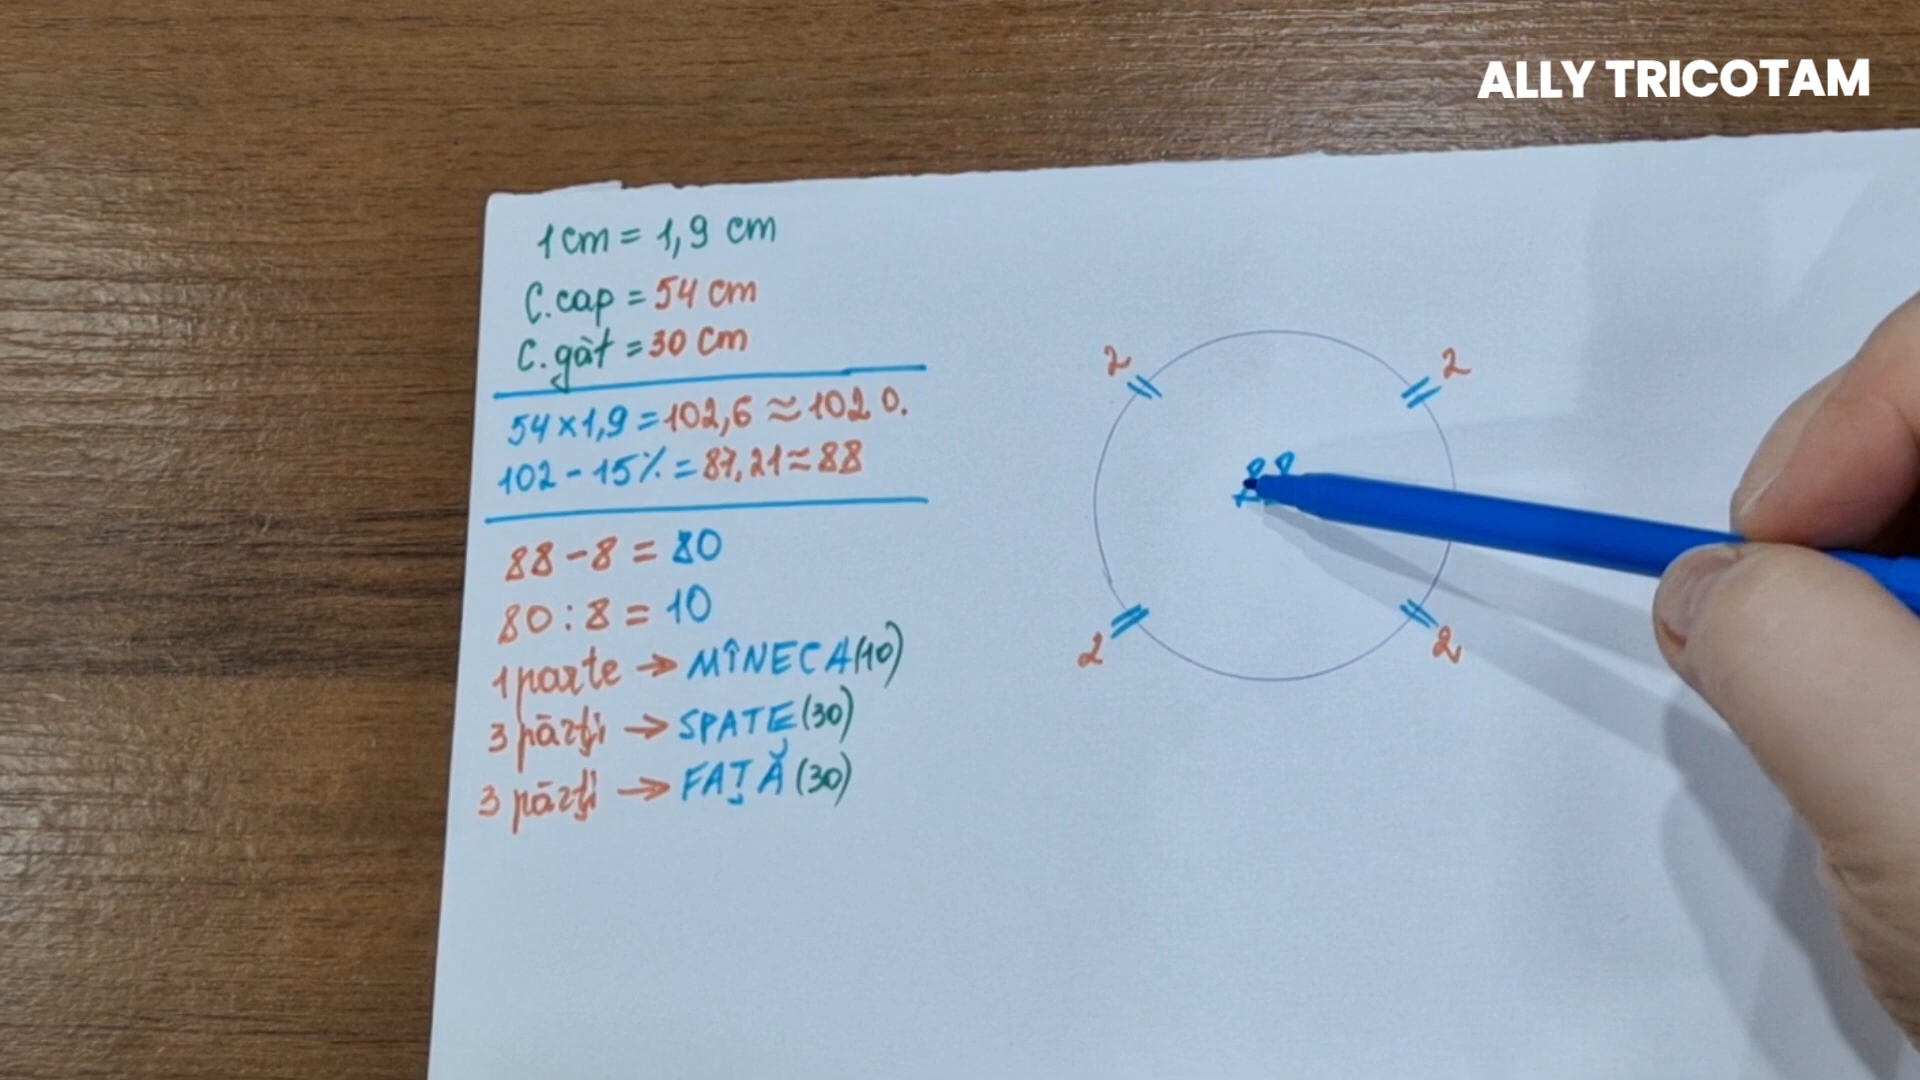 ALLY TRICOTAM
1 cm = 1,9 cm
C.cap = 54 cm
C.gât = 30 cm
54 x 1,9 = 102,6 ≈ 102 o.
102 - 15% = 87,21 ≈ 88
88 - 8 = 80
80 : 8 = 10
1 parte → MÎNECA (10)
3 părți → SPATE (30)
3 părți → FAȚĂ (30)
2 2
88
2 2